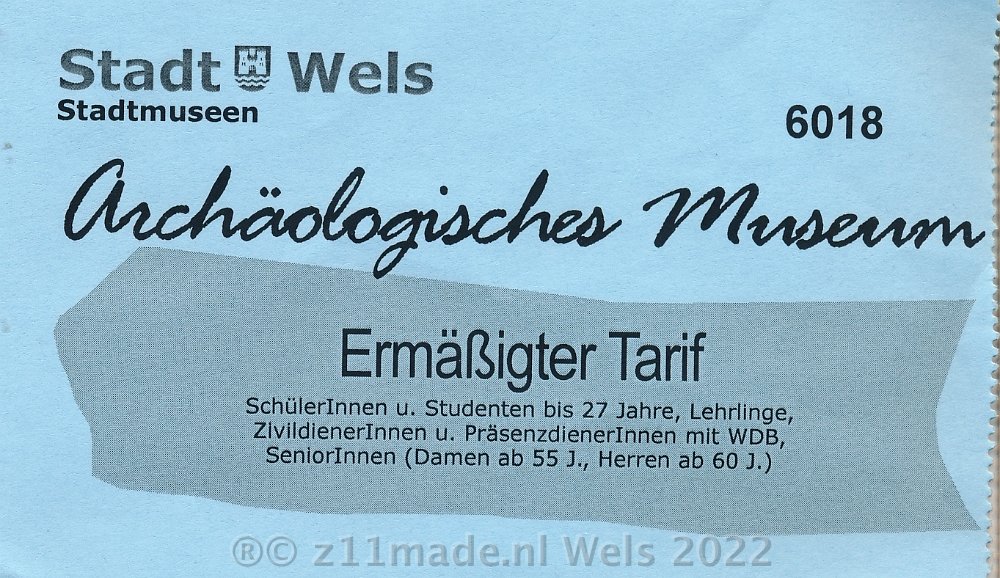 Stadt Wels
Stadtmuseen
6018
Archäologisches Museum
Ermäßigter Tarif
SchülerInnen u. Studenten bis 27 Jahre, Lehrlinge,
ZivildienerInnen u. PräsenzdienerInnen mit WDB,
SeniorInnen (Damen ab 55 J., Herren ab 60 J.)
®© z11made.nl Wels 2022